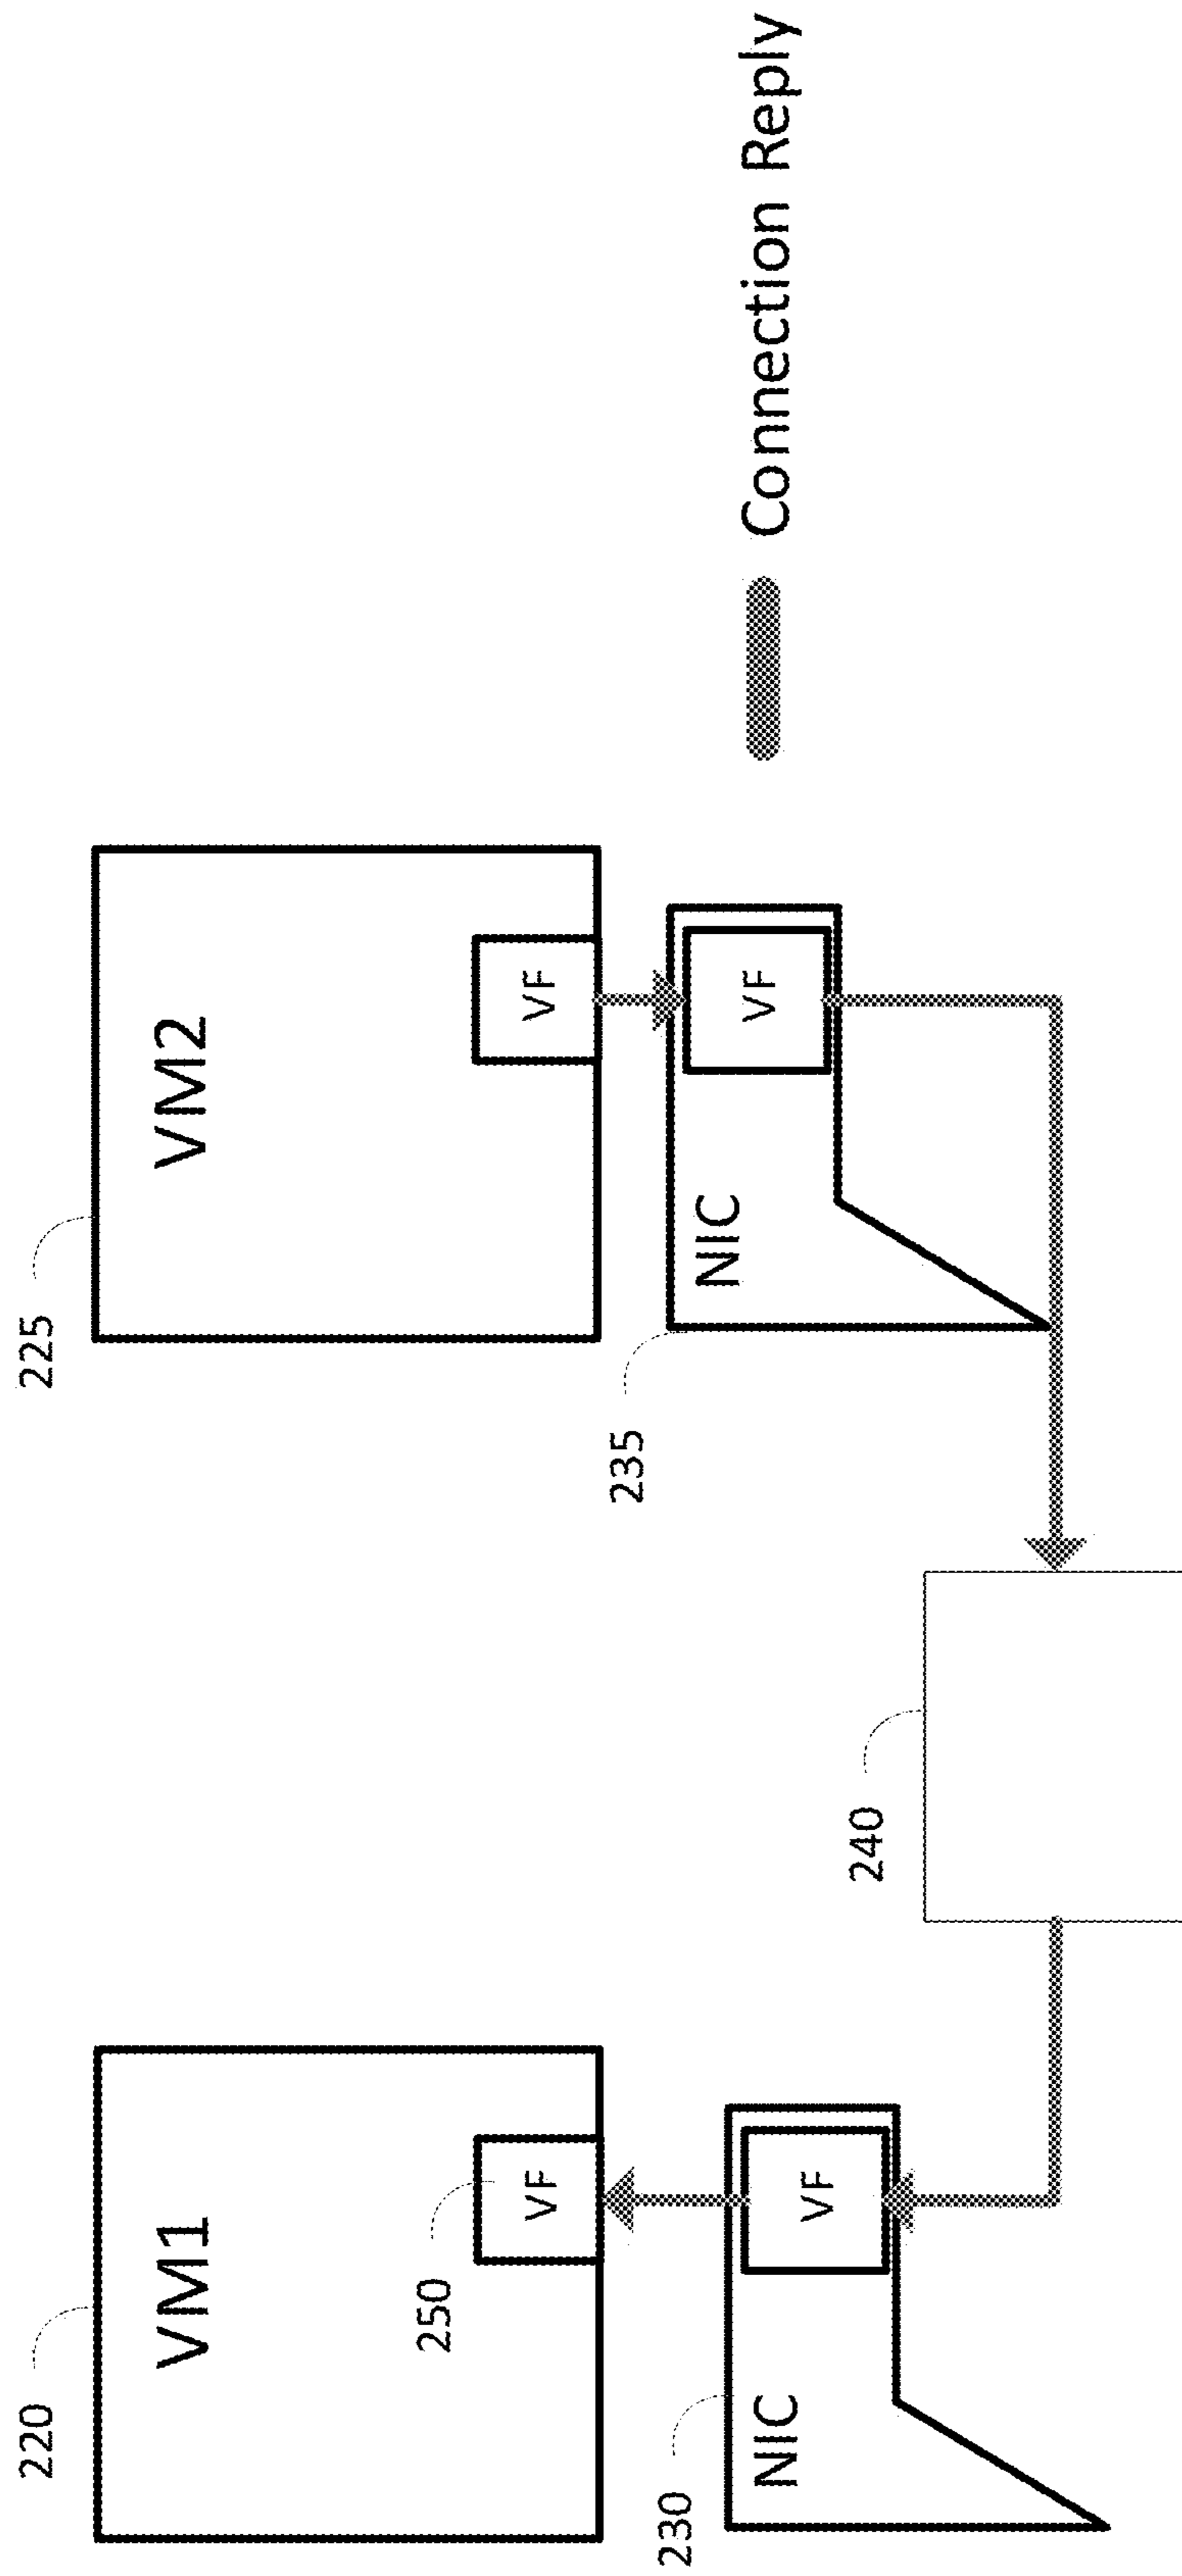 220
VM1
250
VF
230
NIC
VF
240
225
VM2
VF
235
NIC
VF
Connection Reply